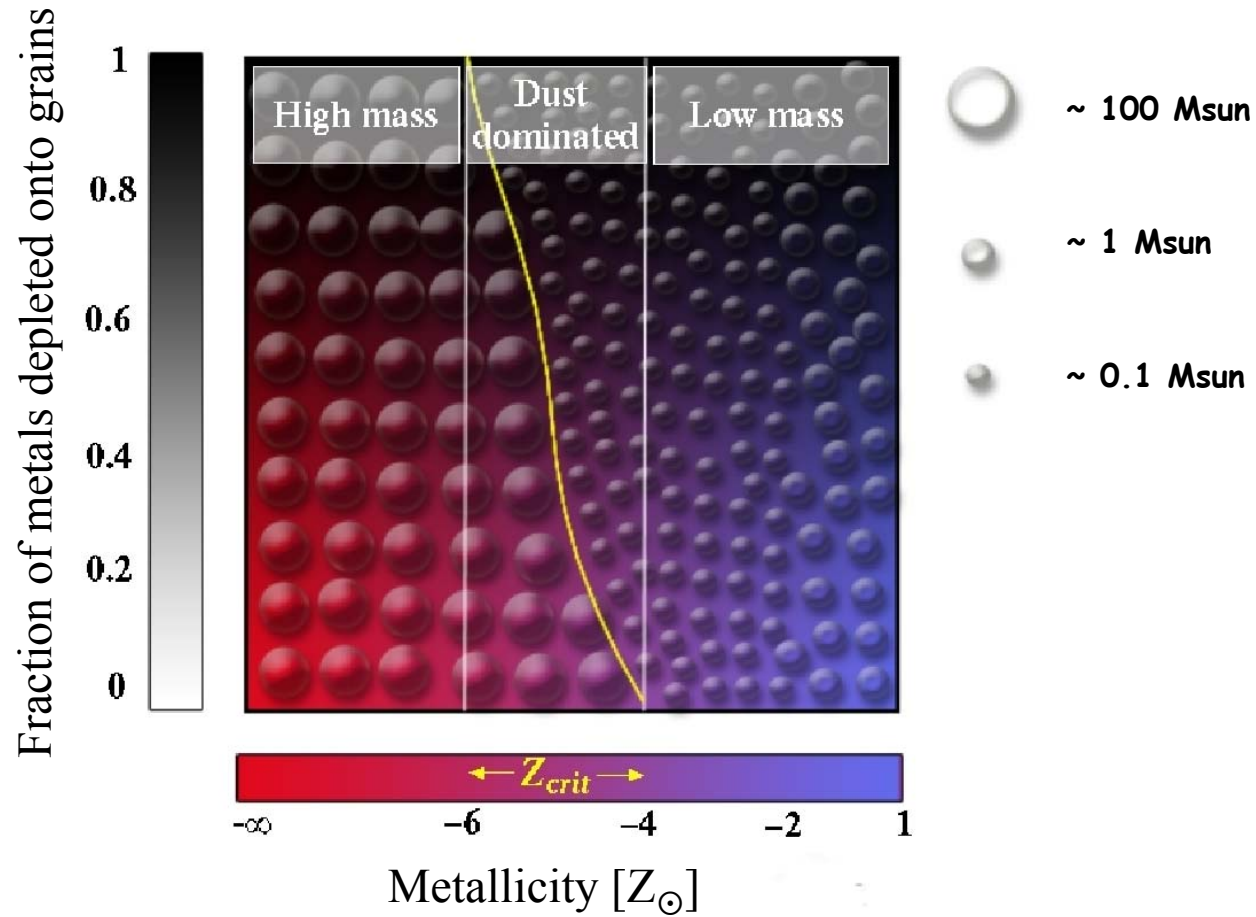 Fraction of metals depleted onto grains
1
0.8
0.6
0.4
0.2
0
High mass
Dust
dominated
Low mass
~ 100 Msun
~ 1 Msun
~ 0.1 Msun
Zcrit
-∞
−6
−4
−2
1
Metallicity [Z⊙]